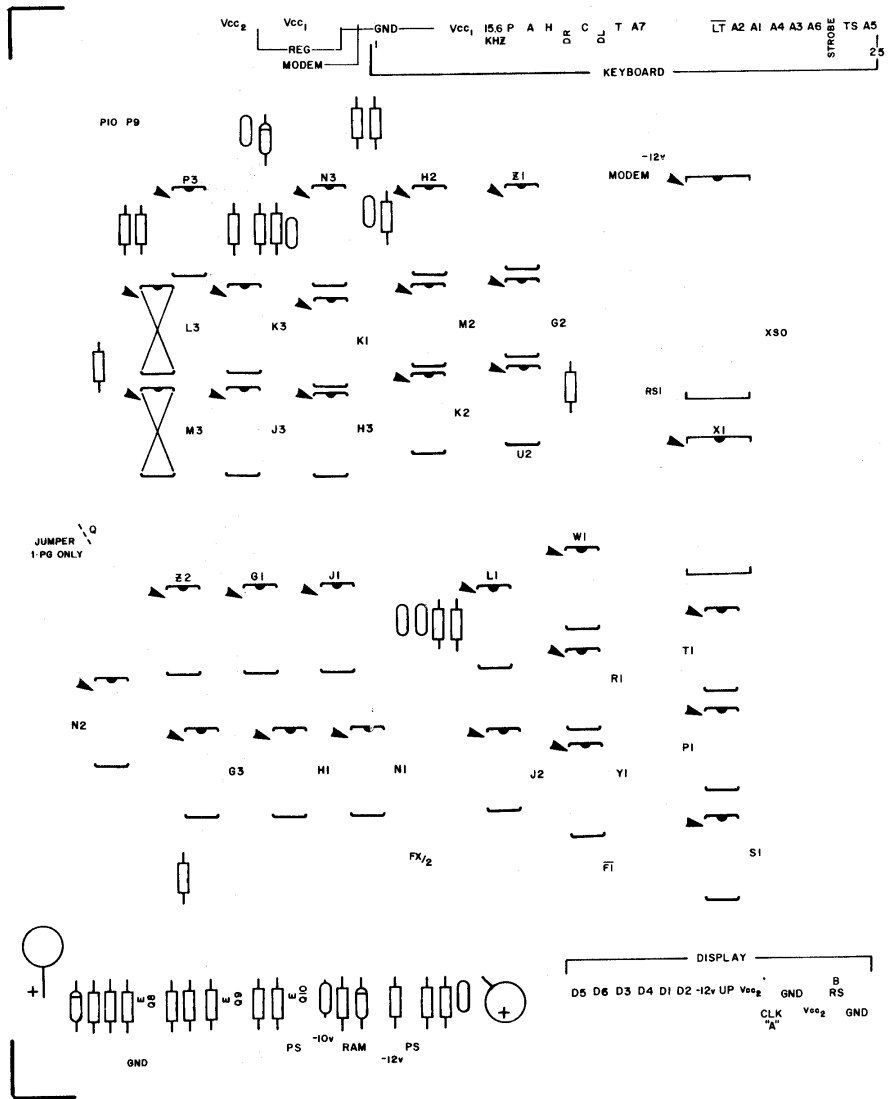 Vcc2 Vcc1 GND Vcc1 15.6 KHZ P A H DR C DL T A7 L̅T̅ A2 A1 A4 A3 A6 STROBE TS A5
REG
MODEM
1
25
KEYBOARD
P10 P9
-12v
MODEM
P3 N3 H2 Z1
L3 K3 K1 M2 G2 XSO
RS1
M3 J3 H3 K2 X1
U2
Q
JUMPER
1-PG ONLY
W1
Z2 G1 J1 L1
T1
R1
N2
G3 H1 N1 J2 Y1 P1
FX/2 F̅1̅ S1
DISPLAY
+
E Q8 E Q9 E Q10
+
D5 D6 D3 D4 D1 D2 -12v UP Vcc2 GND B RS
CLK "A" Vcc2 GND
GND PS -10v RAM -12v PS